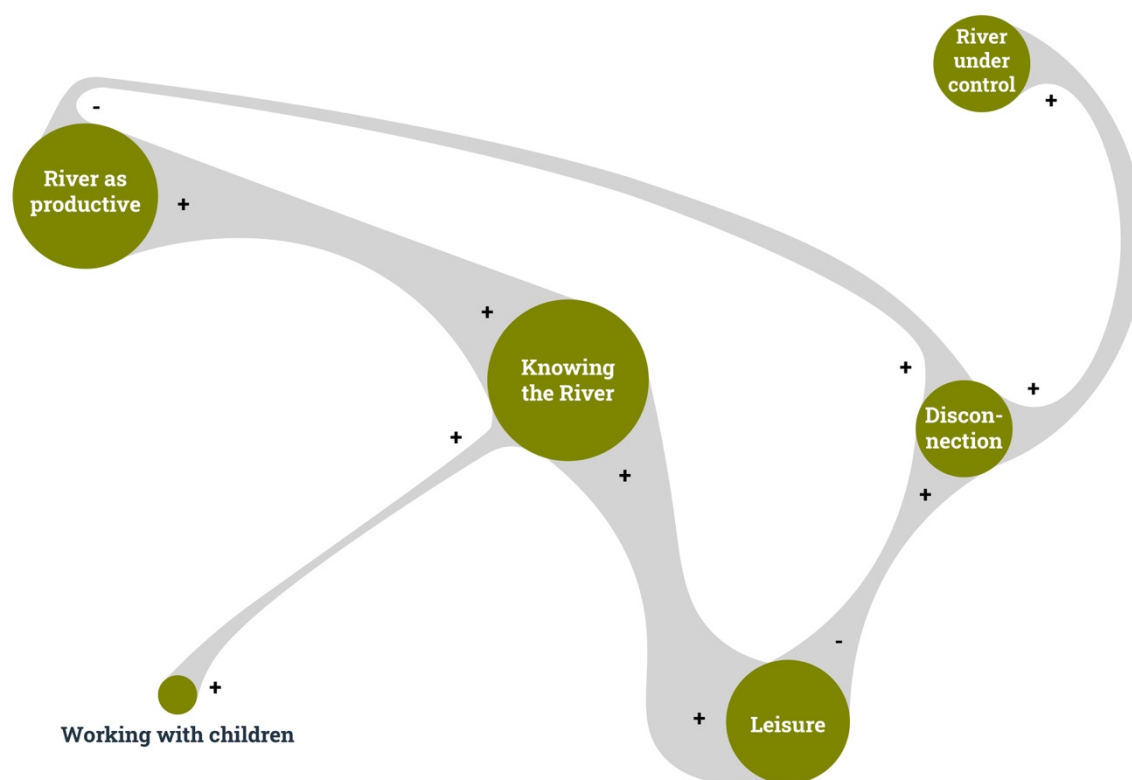 River
under
control
+
-
River as
productive
+
+
Knowing
the River
+
+
Discon-
nection
+
+
+
+
-
Leisure
+
+
Working with children